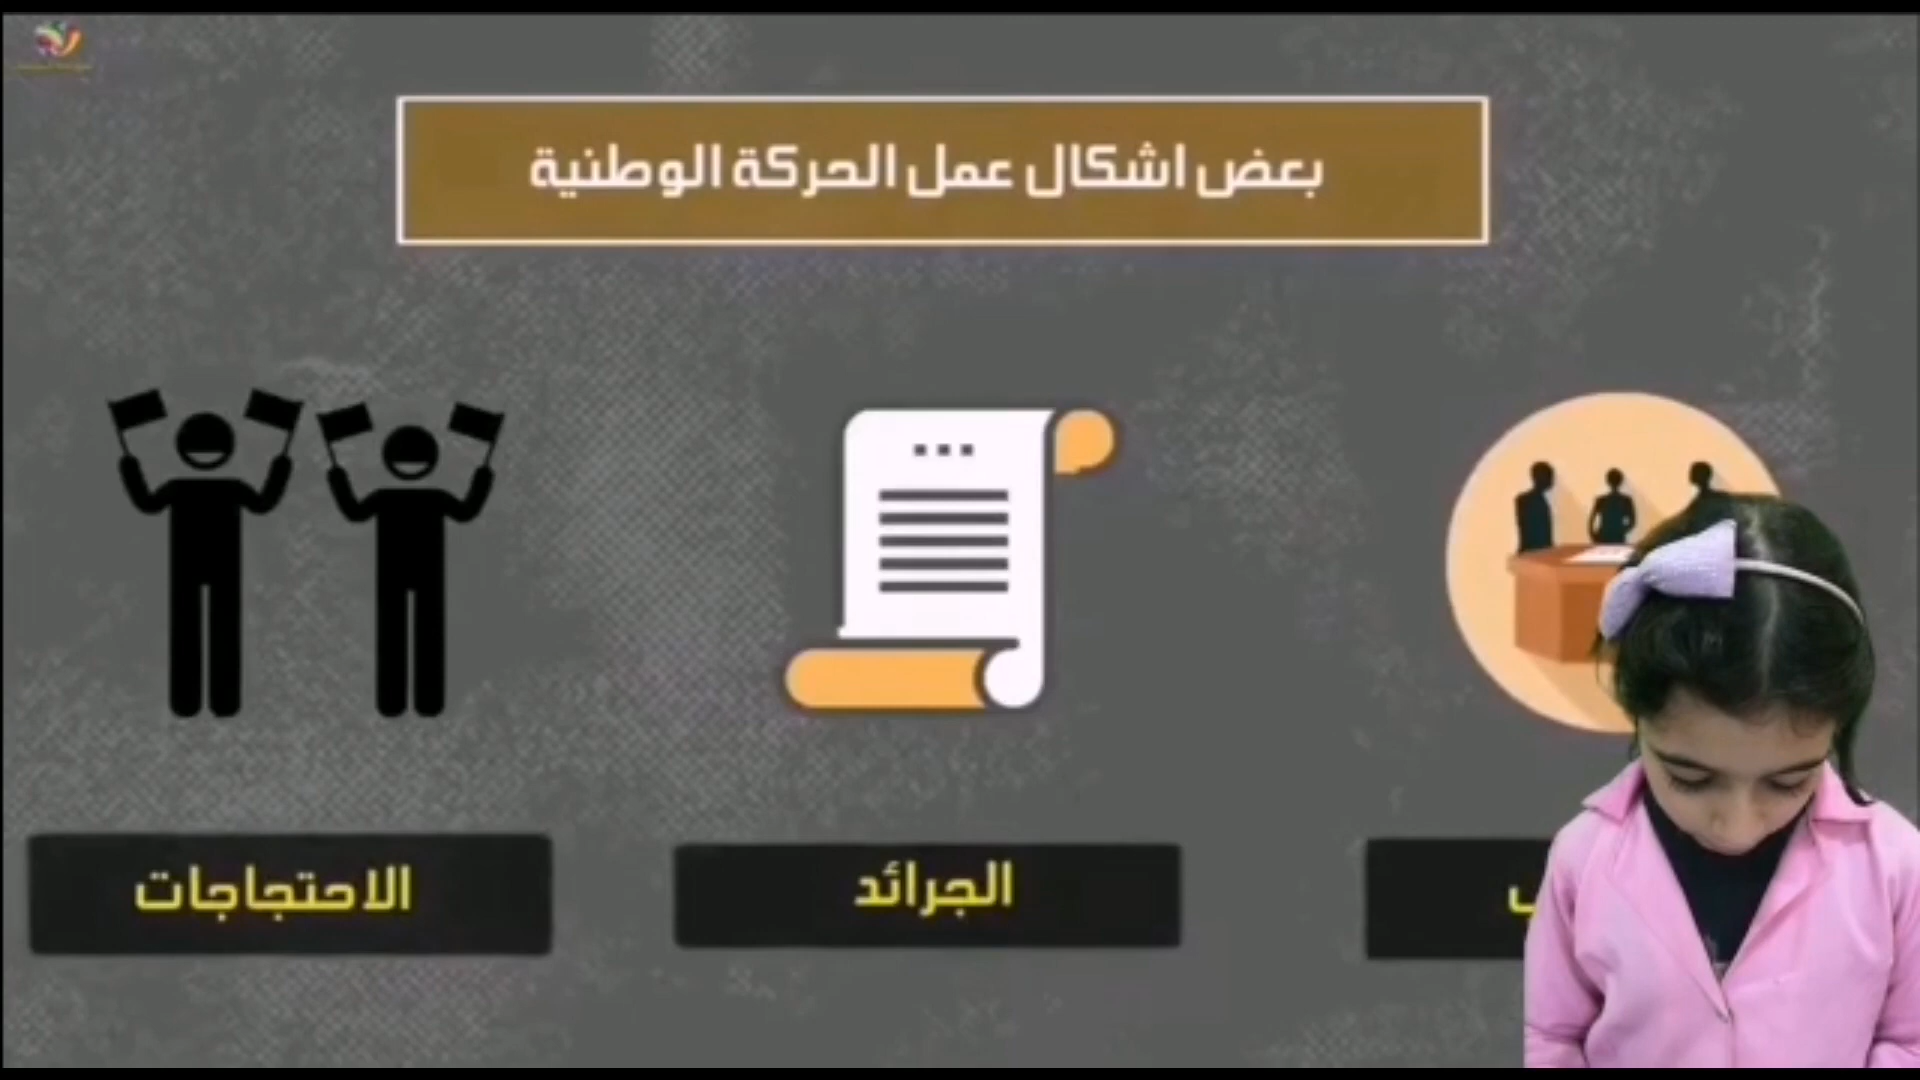 بعض اشكال عمل الحركة الوطنية
الجرائد
الاحتجاجات